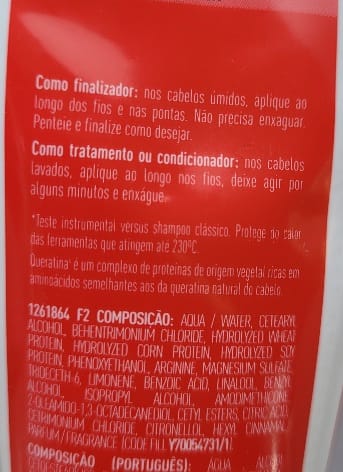 Como finalizador: nos cabelos úmidos, aplique ao
longo dos fios e nas pontas. Não precisa enxaguar.
Penteie e finalize como desejar.
Como tratamento ou condicionador: nos cabelos
lavados, aplique ao longo nos fios, deixe agir por
alguns minutos e enxágue.
*Teste instrumental versus shampoo clássico. Protege do calor
das ferramentas que atingem até 230ºC.
Queratina¹ é um complexo de proteínas de origem vegetal ricas em
aminoácidos semelhantes aos da queratina natural do cabelo.
1261864 F2 COMPOSIÇÃO: AQUA / WATER, CETEARYL
ALCOHOL, BEHENTRIMONIUM CHLORIDE, HYDROLYZED WHEAT
PROTEIN, HYDROLYZED CORN PROTEIN, HYDROLYZED SOY
PROTEIN, PHENOXYETHANOL, ARGININE, MAGNESIUM SULFATE,
TRIDECETH-6, LIMONENE, BENZOIC ACID, LINALOOL, BENZYL
ALCOHOL, ISOPROPYL ALCOHOL, AMODIMETHICONE,
2-OLEAMIDO-1,3-OCTADECANEDIOL, CETYL ESTERS, CITRIC ACID,
CETRIMONIUM CHLORIDE, CITRONELLOL, HEXYL CINNAMAL,
PARFUM / FRAGRANCE (CODE FILL Y70054731/1)
COMPOSIÇÃO (PORTUGUÊS): AQUA